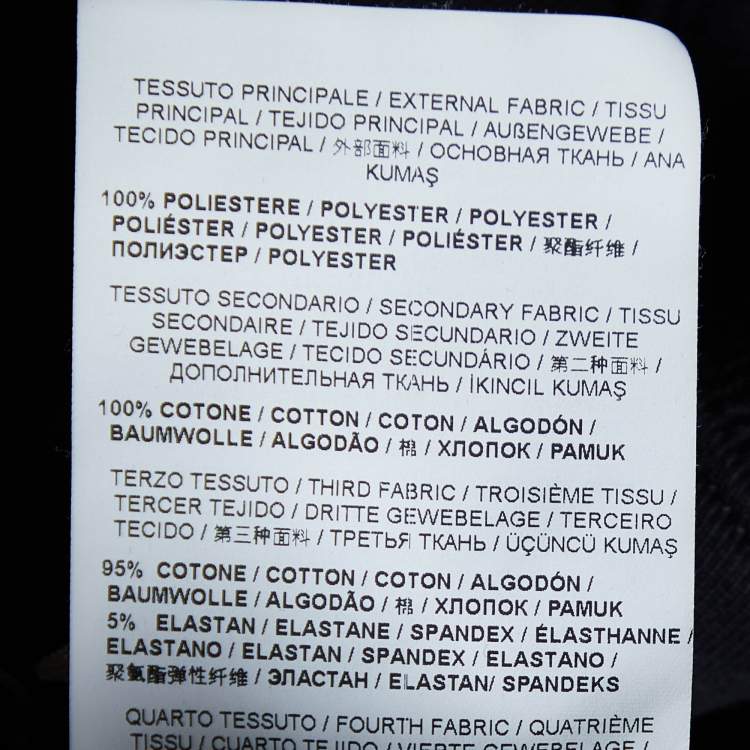 TESSUTO PRINCIPALE / EXTERNAL FABRIC / TISSU
PRINCIPAL / TEJIDO PRINCIPAL / AUßENGEWEBE /
TECIDO PRINCIPAL / 外部面料 / ОСНОВНАЯ ТКАНЬ / ANA
KUMAŞ
100% POLIESTERE / POLYESTER / POLYESTER /
POLIÉSTER / POLYESTER / POLIÉSTER / 聚酯纤维 /
ПОЛИЭСТЕР / POLYESTER
TESSUTO SECONDARIO / SECONDARY FABRIC / TISSU
SECONDAIRE / TEJIDO SECUNDARIO / ZWEITE
GEWEBELAGE / TECIDO SECUNDÁRIO / 第二种面料 /
ДОПОЛНИТЕЛЬНАЯ ТКАНЬ / İKINCIL KUMAŞ
100% COTONE / COTTON / COTON / ALGODÓN /
BAUMWOLLE / ALGODÃO / 棉 / ХЛОПОК / PAMUK
TERZO TESSUTO / THIRD FABRIC / TROISIÈME TISSU /
TERCER TEJIDO / DRITTE GEWEBELAGE / TERCEIRO
TECIDO / 第三种面料 / ТРЕТЬЯ ТКАНЬ / ÜÇÜNCÜ KUMAŞ
95% COTONE / COTTON / COTON / ALGODÓN /
BAUMWOLLE / ALGODÃO / 棉 / ХЛОПОК / PAMUK
5% ELASTAN / ELASTANE / SPANDEX / ÉLASTHANNE /
ELASTANO / ELASTAN / SPANDEX / ELASTANO /
聚氨酯弹性纤维 / ЭЛАСТАН / ELASTAN/ SPANDEKS
QUARTO TESSUTO / FOURTH FABRIC / QUATRIÈME
TISSU / CUARTO TEJIDO / VIERTE GEWEBELAGE /